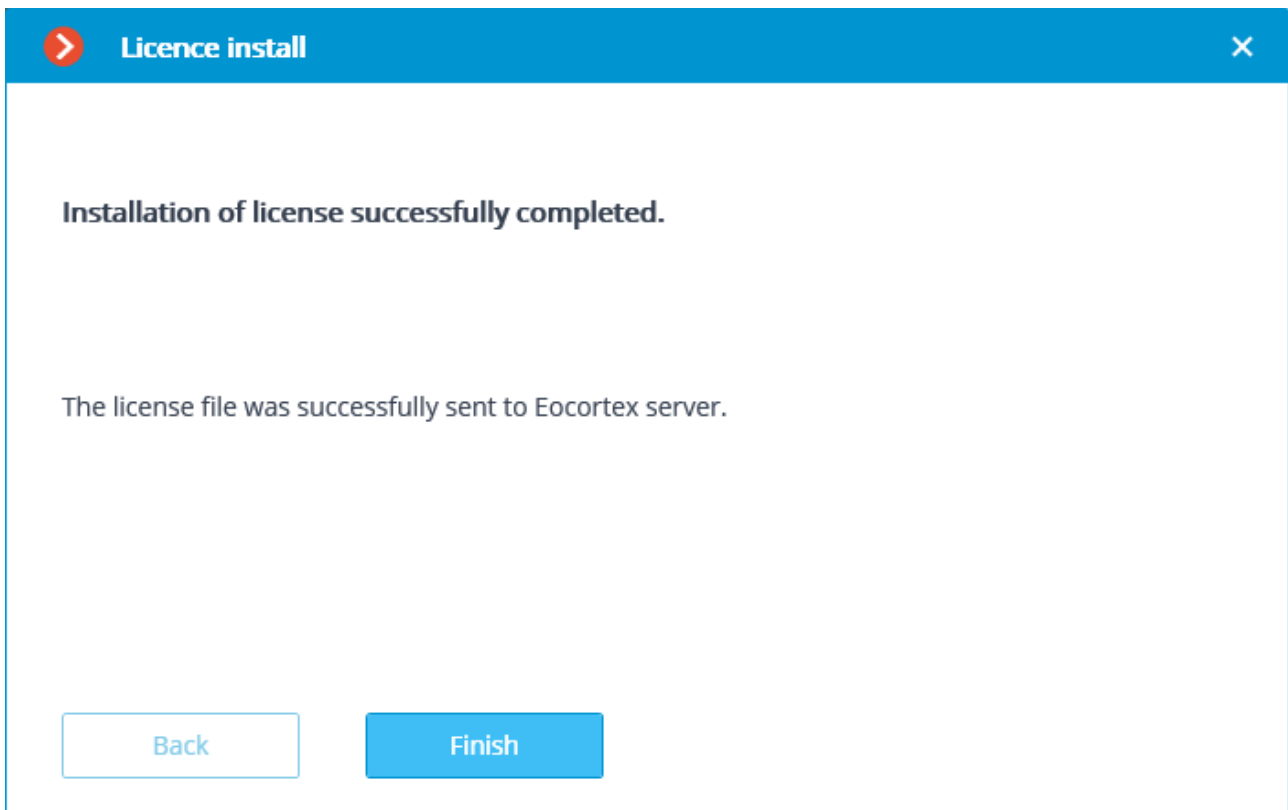 Licence install
Installation of license successfully completed.
The license file was successfully sent to Eocortex server.
Back
Finish